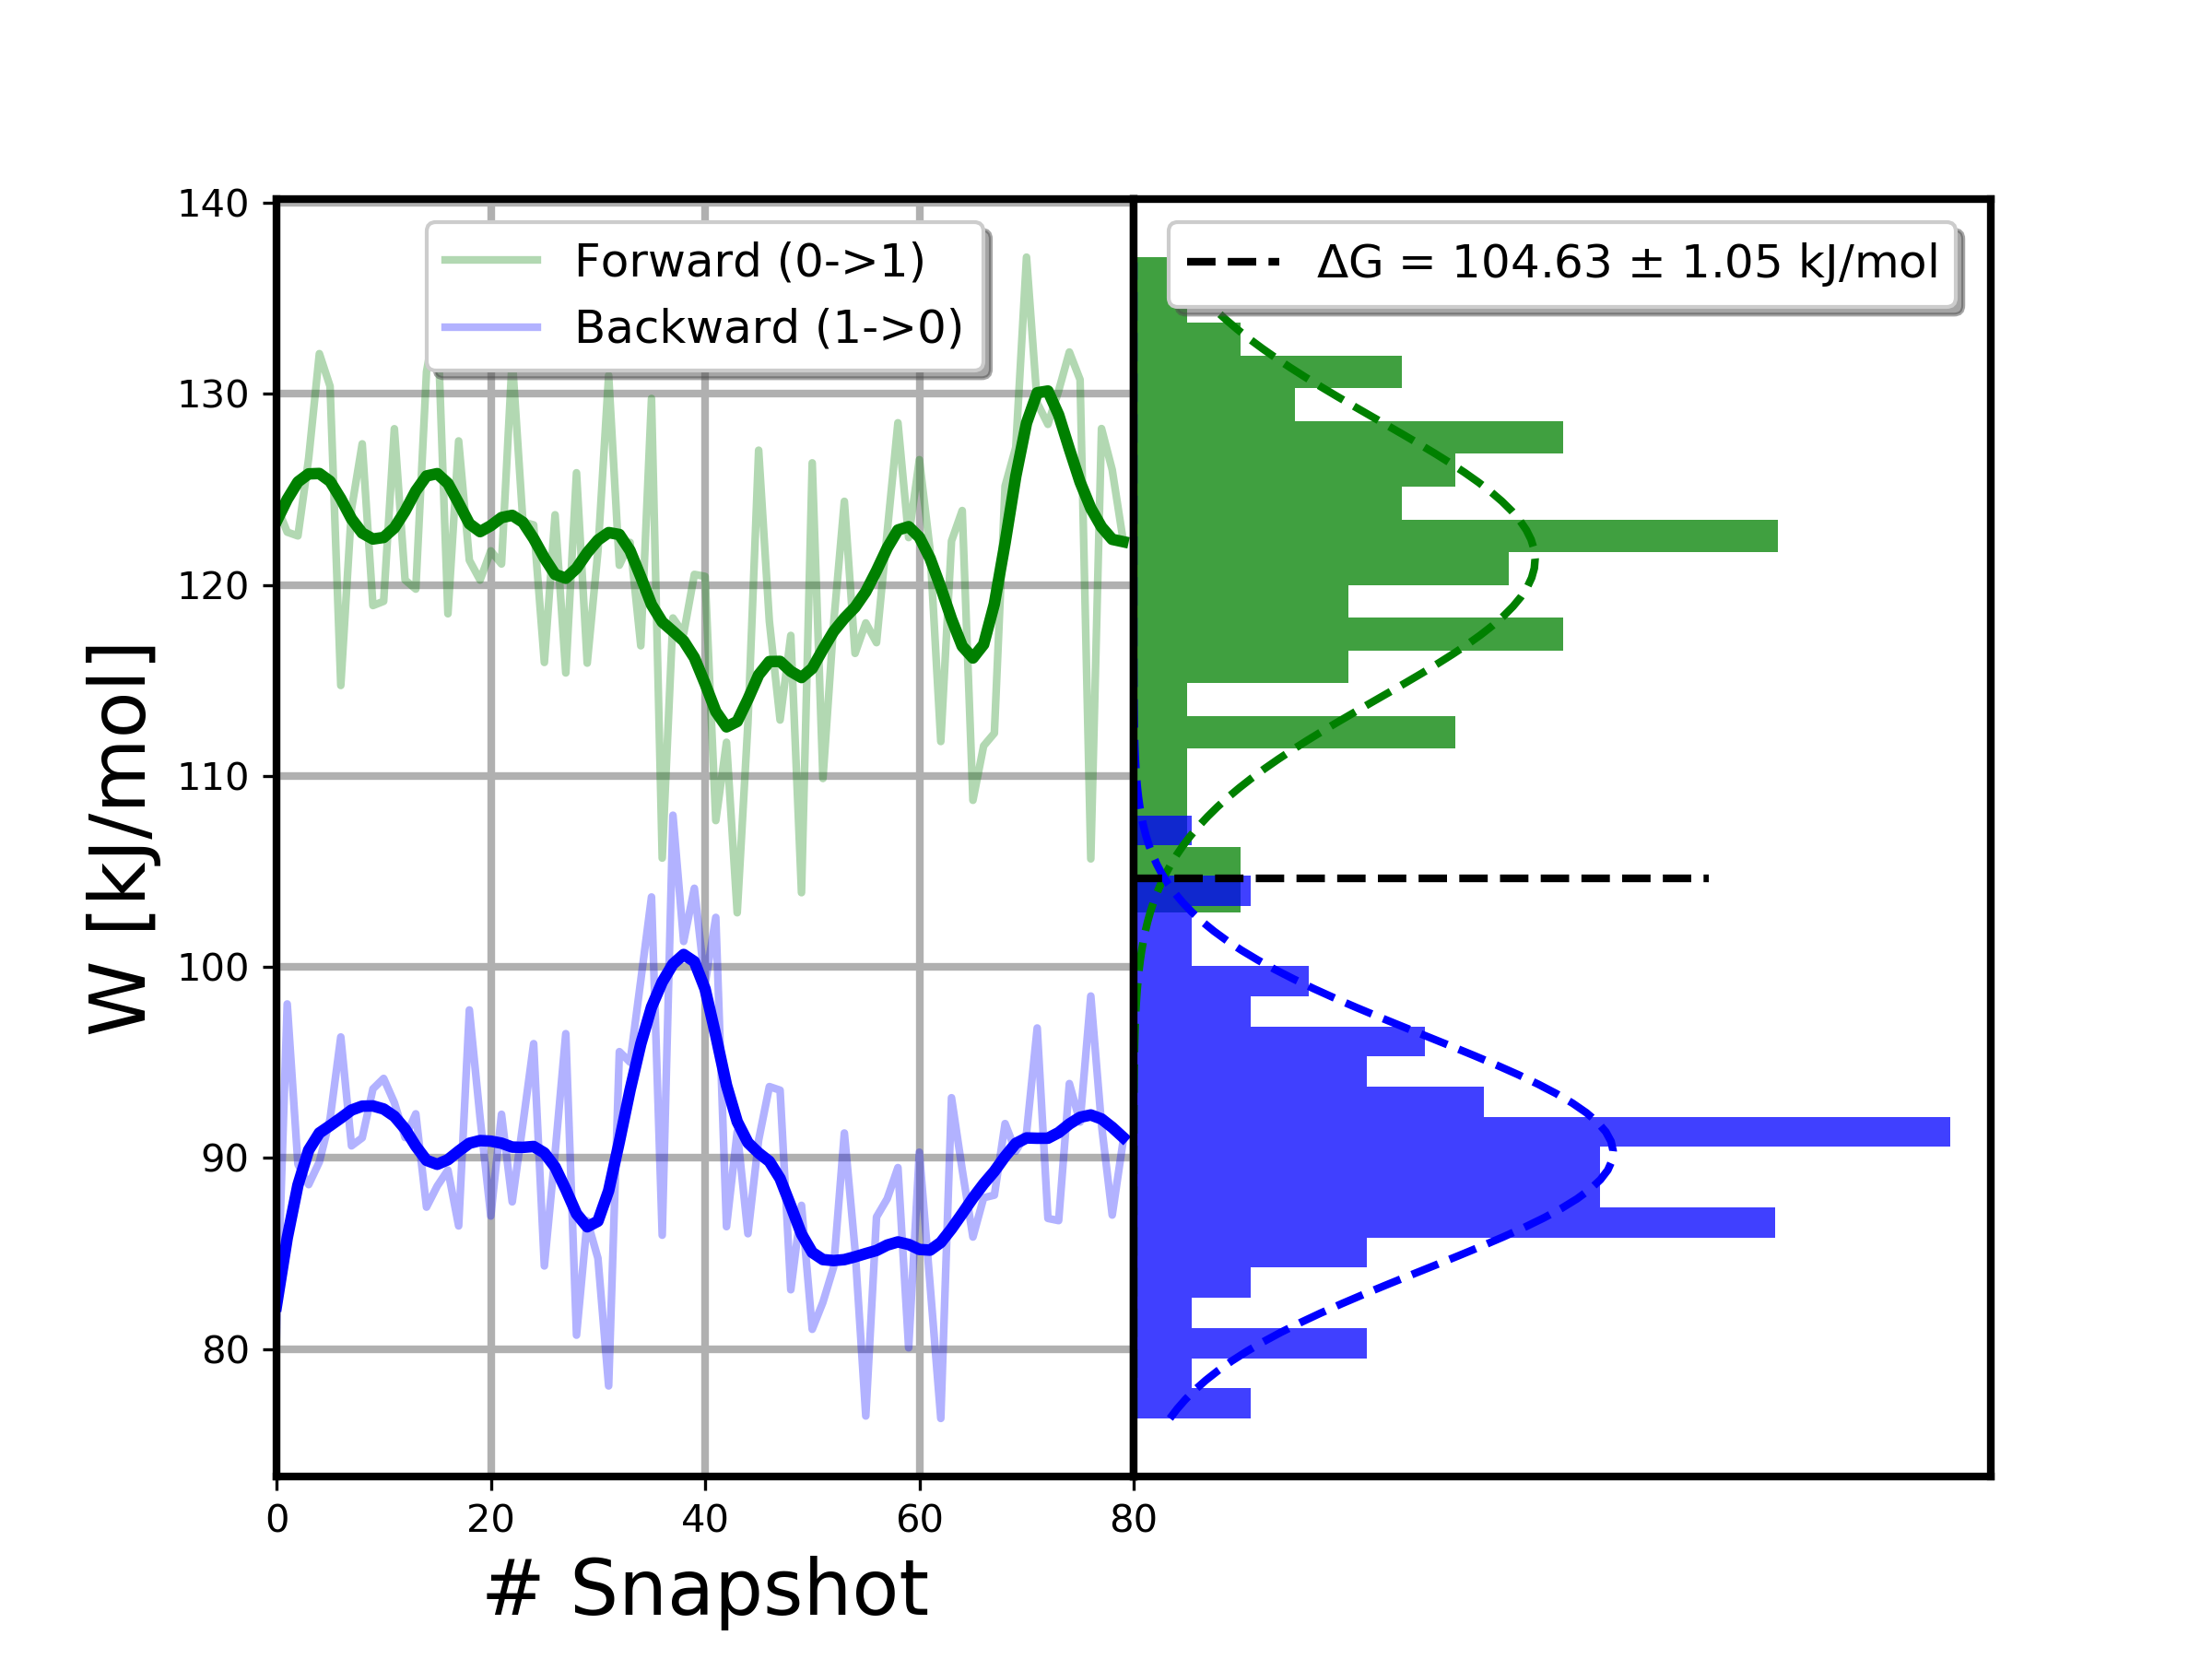 140
130
120
110
100
90
80
W [kJ/mol]
Forward (0->1)
Backward (1->0)
ΔG = 104.63 ± 1.05 kJ/mol
0 20 40 60 80
# Snapshot